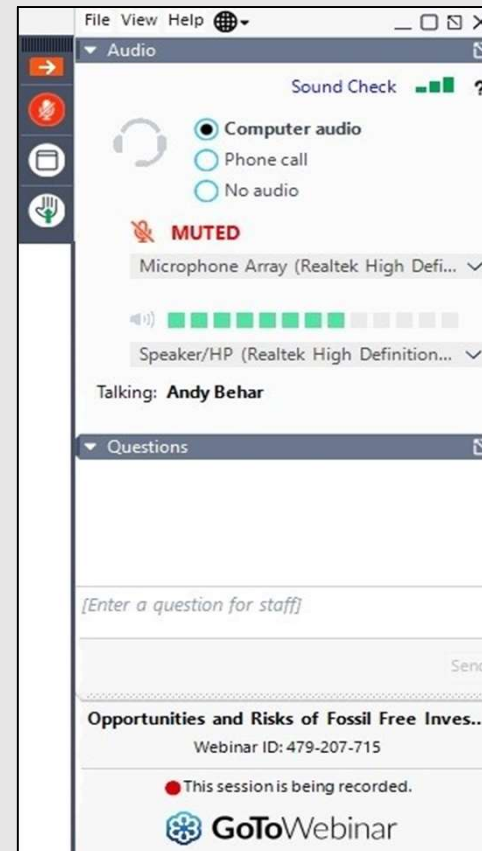 File View Help
Audio
Sound Check ?
Computer audio
Phone call
No audio
MUTED
Microphone Array (Realtek High Defi...
Speaker/HP (Realtek High Definition...
Talking: Andy Behar
Questions
[Enter a question for staff]
Send
Opportunities and Risks of Fossil Free Inves...
Webinar ID: 479-207-715
This session is being recorded.
GoToWebinar